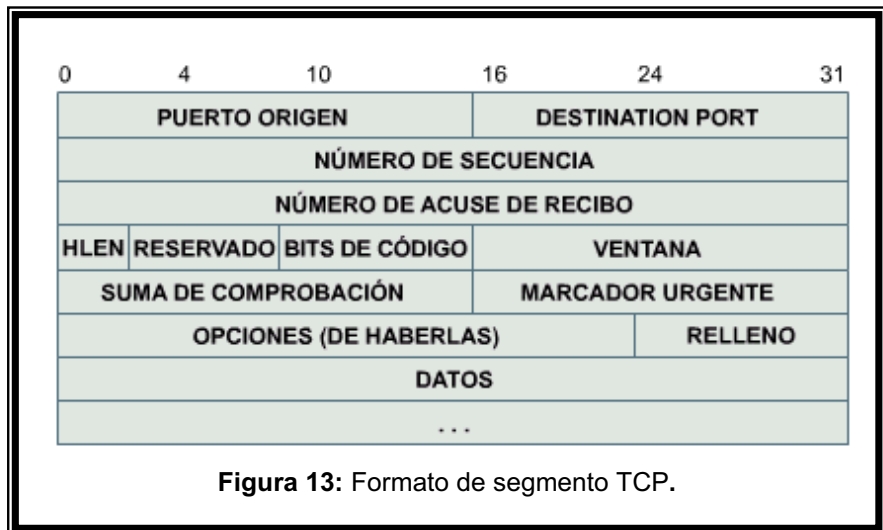 0 4 10 16 24 31
PUERTO ORIGEN DESTINATION PORT
NÚMERO DE SECUENCIA
NÚMERO DE ACUSE DE RECIBO
HLEN RESERVADO BITS DE CÓDIGO VENTANA
SUMA DE COMPROBACIÓN MARCADOR URGENTE
OPCIONES (DE HABERLAS) RELLENO
DATOS
. . .
Figura 13: Formato de segmento TCP.